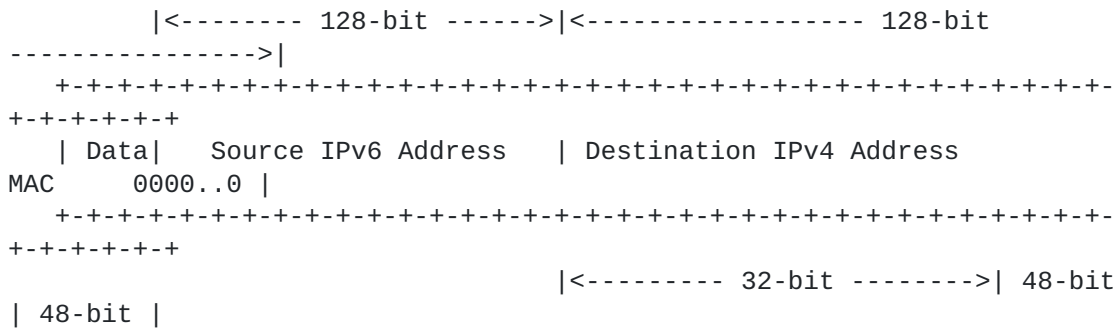 |<-------- 128-bit ------>|<------------------ 128-bit
---------------->|
+-+-+-+-+-+-+-+-+-+-+-+-+-+-+-+-+-+-+-+-+-+-+-+-+-+-+-+-+-+-+-+-+-+-
+-+-+-+-+-+
| Data|   Source IPv6 Address   | Destination IPv4 Address
MAC      0000..0 |
+-+-+-+-+-+-+-+-+-+-+-+-+-+-+-+-+-+-+-+-+-+-+-+-+-+-+-+-+-+-+-+-+-+-
+-+-+-+-+-+
|<--------- 32-bit -------->| 48-bit
| 48-bit |